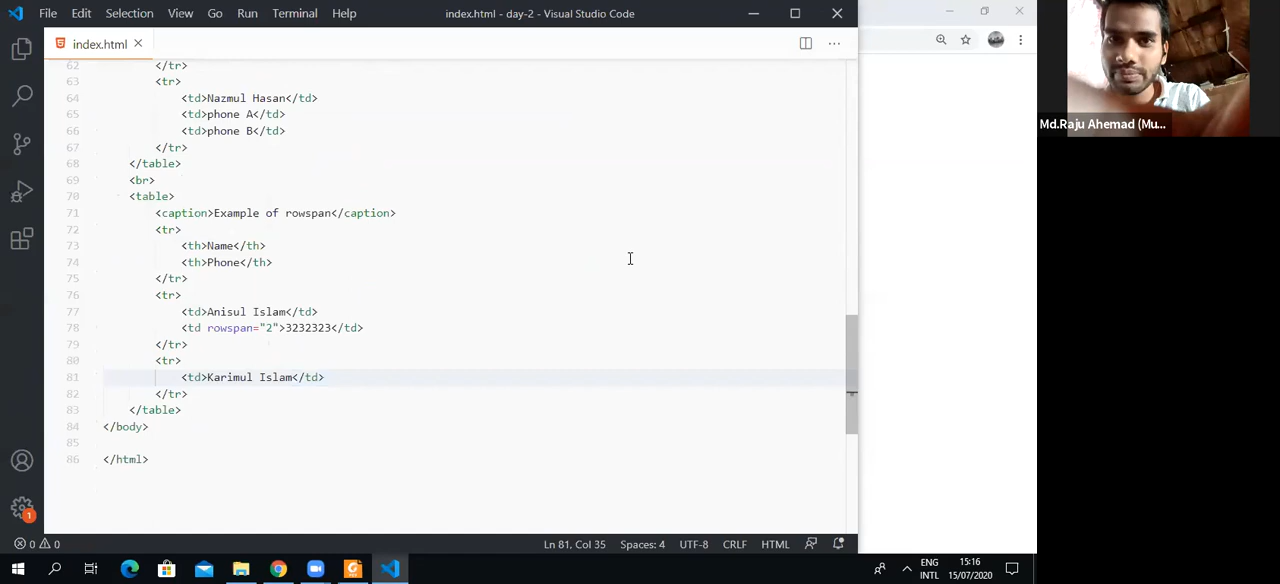 File Edit Selection View Go Run Terminal Help index.html - day-2 - Visual Studio Code
index.html
62 </tr>
63 <tr>
64 <td>Nazmul Hasan</td>
65 <td>phone A</td>
66 <td>phone B</td>
67 </tr>
68 </table>
69 <br>
70 <table>
71 <caption>Example of rowspan</caption>
72 <tr>
73 <th>Name</th>
74 <th>Phone</th>
75 </tr>
76 <tr>
77 <td>Anisul Islam</td>
78 <td rowspan="2">3232323</td>
79 </tr>
80 <tr>
81 <td>Karimul Islam</td>
82 </tr>
83 </table>
84 </body>
85
86 </html>
1
0 0 Ln 81, Col 35 Spaces: 4 UTF-8 CRLF HTML
Md.Raju Ahemad (Mu...
ENG 15:16
INTL 15/07/2020